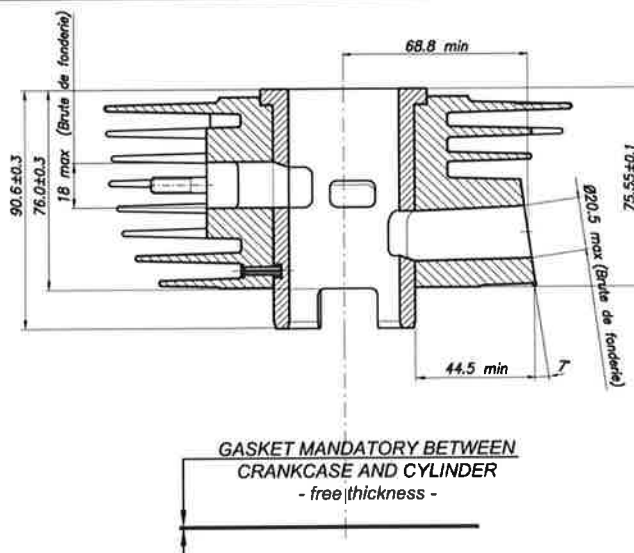 68.8 min
90.6±0.3
76.0±0.3
18 max (Brute de fonderie)
75.55±0.1
Ø20.5 max (Brute de fonderie)
44.5 min
7°
GASKET MANDATORY BETWEEN
CRANKCASE AND CYLINDER
- free thickness -